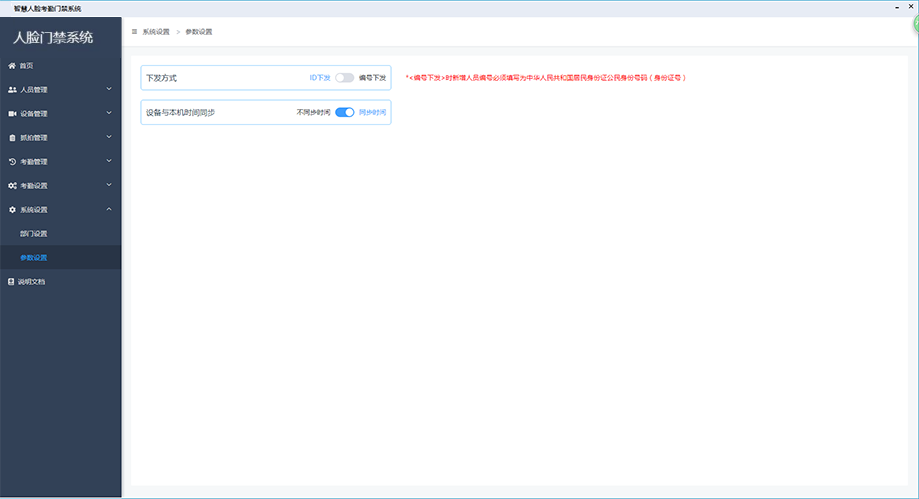 智慧人脸考勤门禁系统
人脸门禁系统
系统设置 > 参数设置
首页
人员管理
设备管理
抓拍管理
考勤管理
考勤设置
系统设置
部门设置
参数设置
说明文档
下发方式 ID下发 编号下发
*<编号下发>时新增人员编号必须填写为中华人民共和国居民身份证公民身份号码（身份证号）
设备与本机时间同步 不同步时间 同步时间